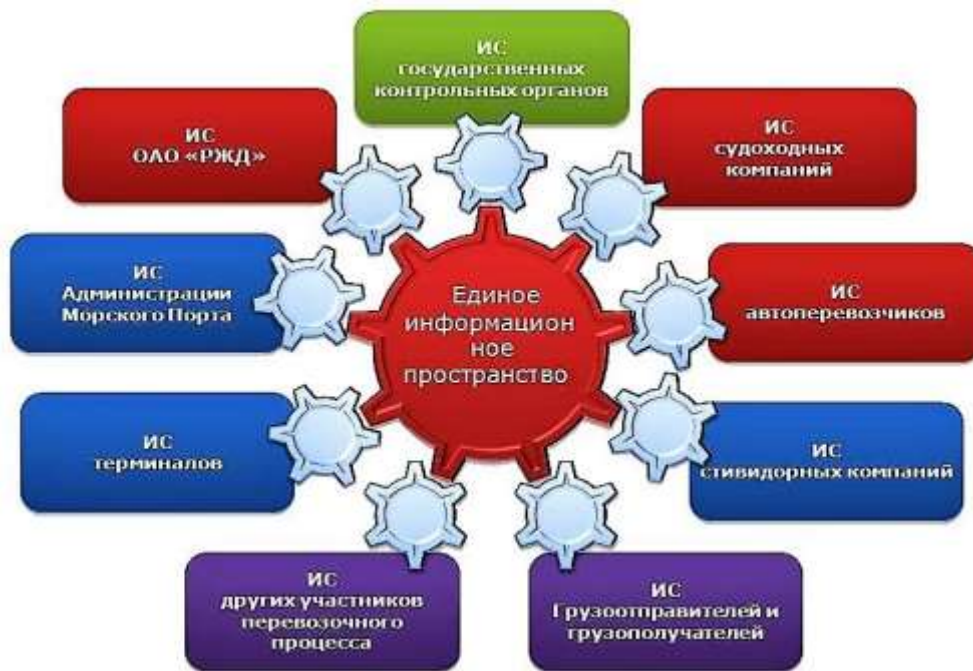 ИС
государственных
контрольных органов
ИС
ОАО «РЖД»
ИС
судоходных
компаний
ИС
Администрации
Морского Порта
Единое
информацион
ное
пространство
ИС
автоперевозчиков
ИС
терминалов
ИС
стивидорных компаний
ИС
других участников
перевозочного
процесса
ИС
Грузоотправителей и
грузополучателей